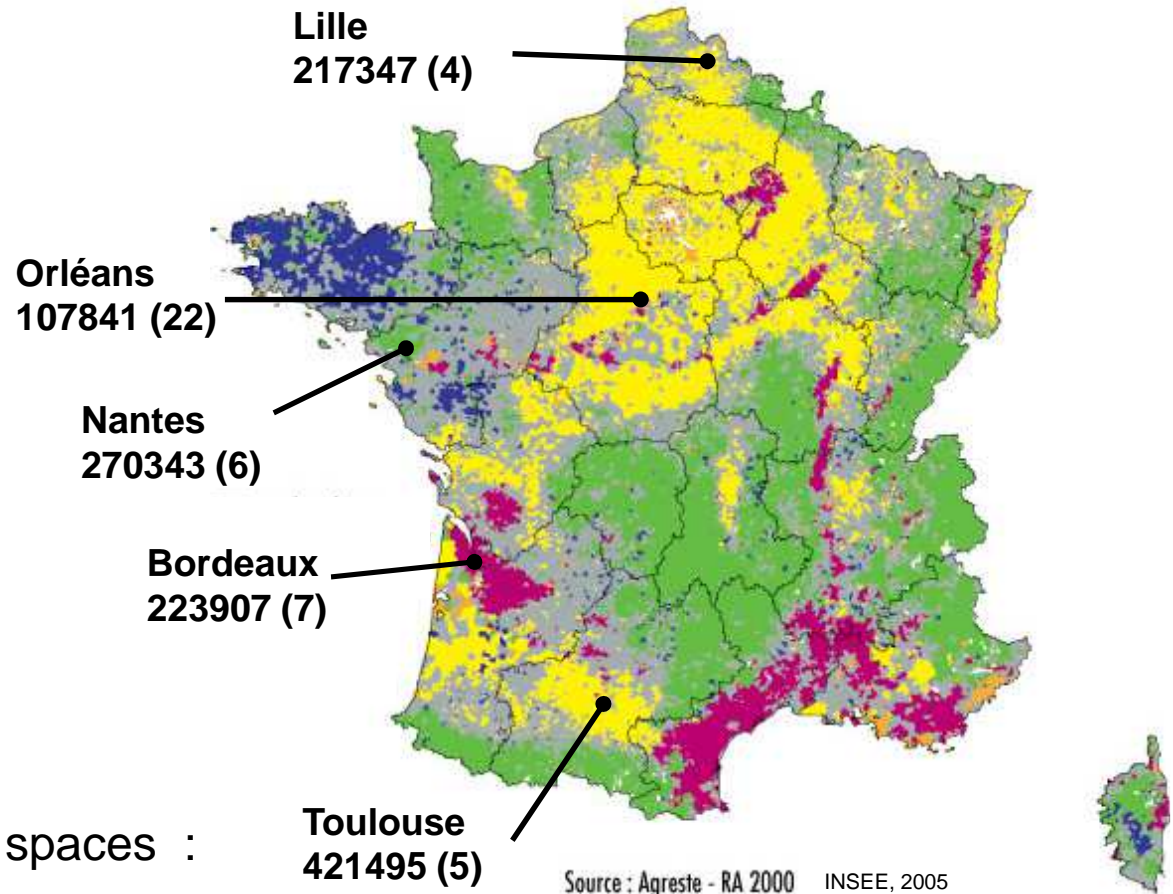 Lille
217347 (4)
Orléans
107841 (22)
Nantes
270343 (6)
Bordeaux
223907 (7)
Toulouse
421495 (5)
spaces :
Source : Agreste - RA 2000 INSEE, 2005